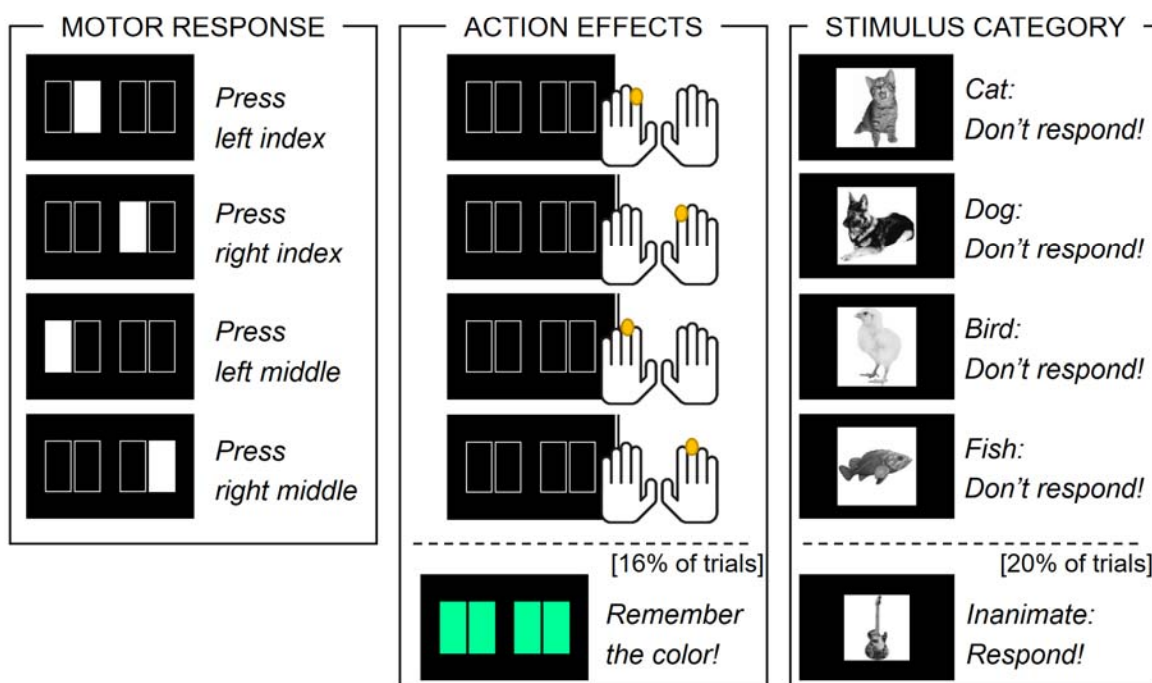 MOTOR RESPONSE
Press
left index
Press
right index
Press
left middle
Press
right middle
ACTION EFFECTS
[16% of trials]
Remember
the color!
STIMULUS CATEGORY
Cat:
Don't respond!
Dog:
Don't respond!
Bird:
Don't respond!
Fish:
Don't respond!
[20% of trials]
Inanimate:
Respond!